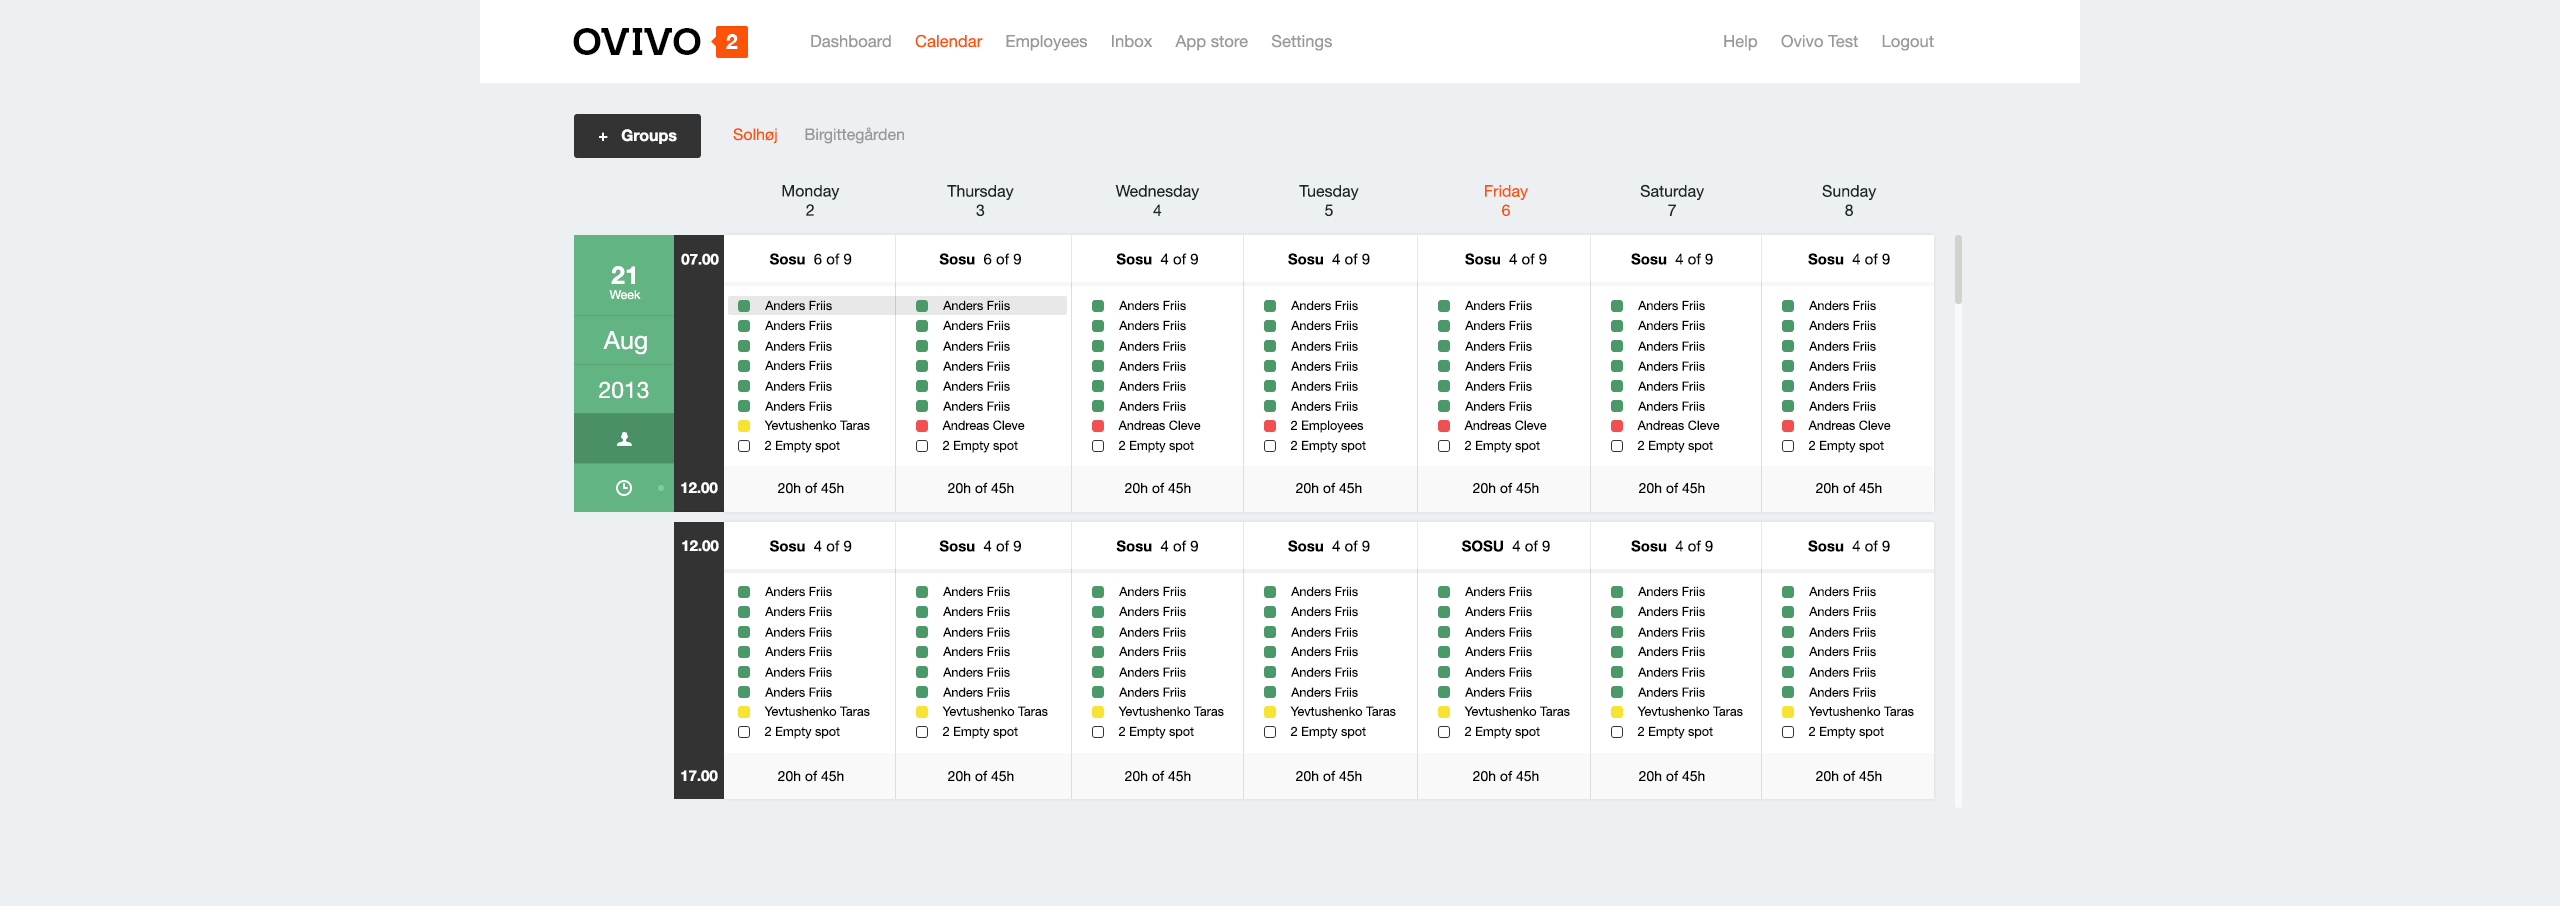 OVIVO 2 Dashboard Calendar Employees Inbox App store Settings Help Ovivo Test Logout
+ Groups Solhøj Birgittegården
Monday Thursday Wednesday Tuesday Friday Saturday Sunday
2 3 4 5 6 7 8
21
Week
Aug
2013
07.00 Sosu 6 of 9 Sosu 6 of 9 Sosu 4 of 9 Sosu 4 of 9 Sosu 4 of 9 Sosu 4 of 9 Sosu 4 of 9
Anders Friis Anders Friis Anders Friis Anders Friis Anders Friis Anders Friis Anders Friis
Anders Friis Anders Friis Anders Friis Anders Friis Anders Friis Anders Friis Anders Friis
Anders Friis Anders Friis Anders Friis Anders Friis Anders Friis Anders Friis Anders Friis
Anders Friis Anders Friis Anders Friis Anders Friis Anders Friis Anders Friis Anders Friis
Anders Friis Anders Friis Anders Friis Anders Friis Anders Friis Anders Friis Anders Friis
Anders Friis Anders Friis Anders Friis Anders Friis Anders Friis Anders Friis Anders Friis
Yevtushenko Taras Andreas Cleve Andreas Cleve 2 Employees Andreas Cleve Andreas Cleve Andreas Cleve
2 Empty spot 2 Empty spot 2 Empty spot 2 Empty spot 2 Empty spot 2 Empty spot 2 Empty spot
12.00 20h of 45h 20h of 45h 20h of 45h 20h of 45h 20h of 45h 20h of 45h 20h of 45h
12.00 Sosu 4 of 9 Sosu 4 of 9 Sosu 4 of 9 Sosu 4 of 9 SOSU 4 of 9 Sosu 4 of 9 Sosu 4 of 9
Anders Friis Anders Friis Anders Friis Anders Friis Anders Friis Anders Friis Anders Friis
Anders Friis Anders Friis Anders Friis Anders Friis Anders Friis Anders Friis Anders Friis
Anders Friis Anders Friis Anders Friis Anders Friis Anders Friis Anders Friis Anders Friis
Anders Friis Anders Friis Anders Friis Anders Friis Anders Friis Anders Friis Anders Friis
Anders Friis Anders Friis Anders Friis Anders Friis Anders Friis Anders Friis Anders Friis
Anders Friis Anders Friis Anders Friis Anders Friis Anders Friis Anders Friis Anders Friis
Yevtushenko Taras Yevtushenko Taras Yevtushenko Taras Yevtushenko Taras Yevtushenko Taras Yevtushenko Taras Yevtushenko Taras
2 Empty spot 2 Empty spot 2 Empty spot 2 Empty spot 2 Empty spot 2 Empty spot 2 Empty spot
17.00 20h of 45h 20h of 45h 20h of 45h 20h of 45h 20h of 45h 20h of 45h 20h of 45h